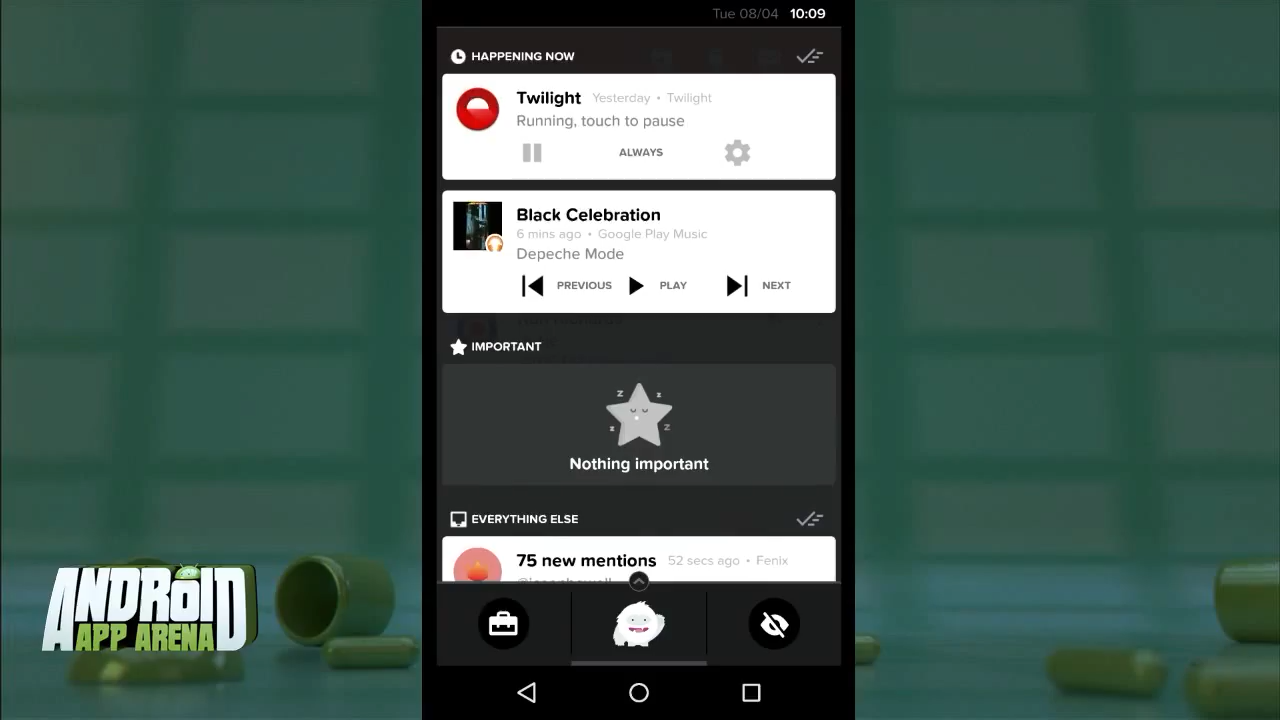 Tue 08/04 10:09
HAPPENING NOW
Twilight Yesterday • Twilight
Running, touch to pause
ALWAYS
Black Celebration
6 mins ago • Google Play Music
Depeche Mode
PREVIOUS PLAY NEXT
IMPORTANT
z z
z z
Nothing important
EVERYTHING ELSE
75 new mentions 52 secs ago • Fenix
ANDROID
APP ARENA